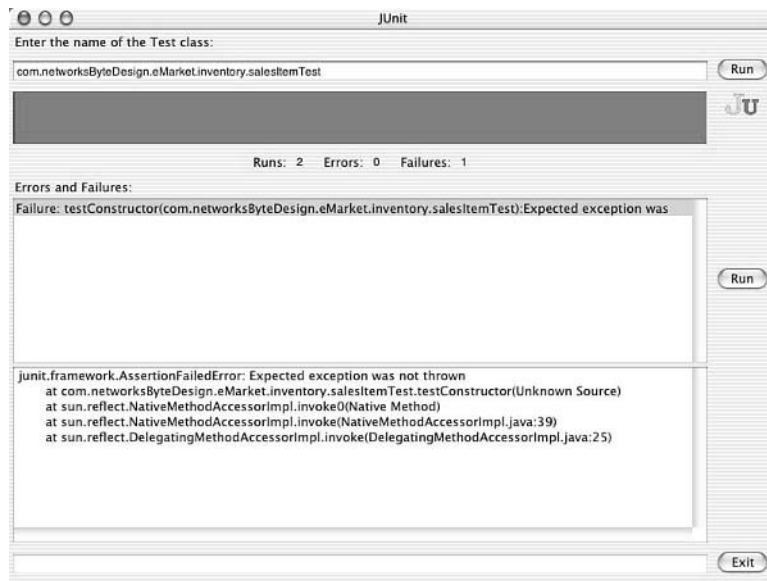 JUnit
Enter the name of the Test class:
com.networksByteDesign.eMarket.inventory.salesItemTest
Run
JU
Runs: 2 Errors: 0 Failures: 1
Errors and Failures:
Failure: testConstructor(com.networksByteDesign.eMarket.inventory.salesItemTest):Expected exception was
Run
junit.framework.AssertionFailedError: Expected exception was not thrown
at com.networksByteDesign.eMarket.inventory.salesItemTest.testConstructor(Unknown Source)
at sun.reflect.NativeMethodAccessorImpl.invoke0(Native Method)
at sun.reflect.NativeMethodAccessorImpl.invoke(NativeMethodAccessorImpl.java:39)
at sun.reflect.DelegatingMethodAccessorImpl.invoke(DelegatingMethodAccessorImpl.java:25)
Exit